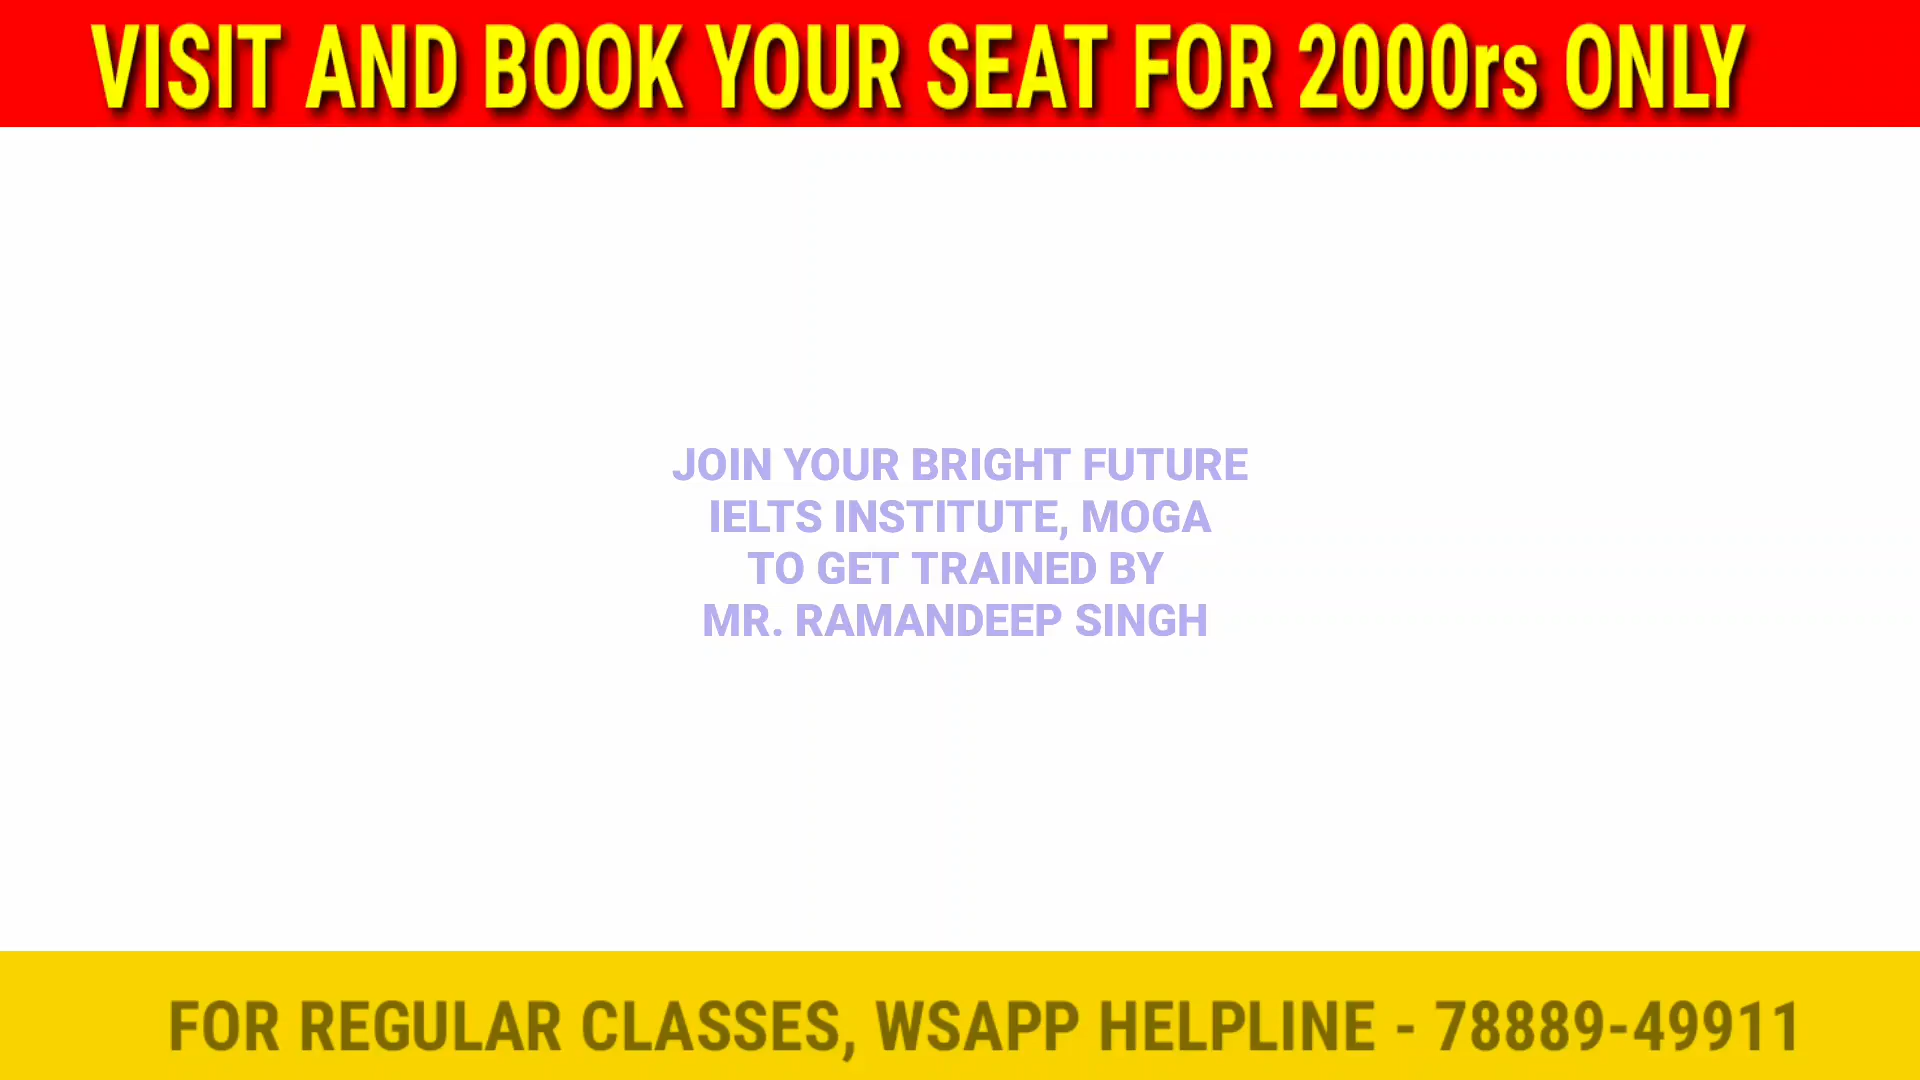 VISIT AND BOOK YOUR SEAT FOR 2000rs ONLY
JOIN YOUR BRIGHT FUTURE
IELTS INSTITUTE, MOGA
TO GET TRAINED BY
MR. RAMANDEEP SINGH
FOR REGULAR CLASSES, WSAPP HELPLINE - 78889-49911